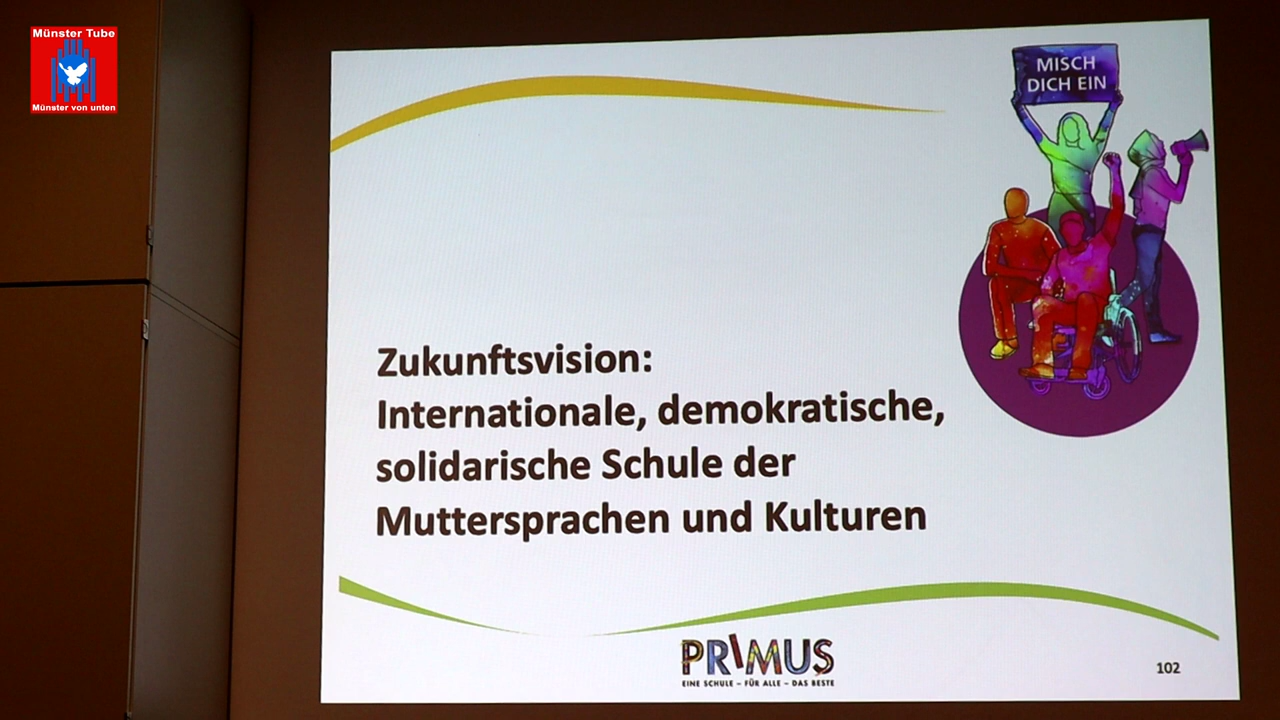 Münster Tube
Münster von unten
MISCH
DICH EIN
Zukunftsvision:
Internationale, demokratische,
solidarische Schule der
Muttersprachen und Kulturen
PRIMUS
EINE SCHULE – FÜR ALLE – DAS BESTE
102